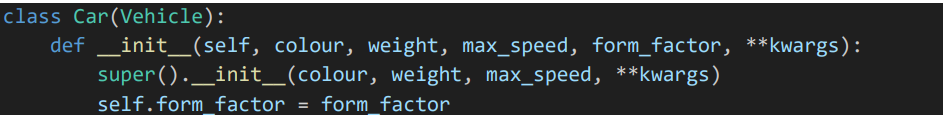 class Car(Vehicle):
    def __init__(self, colour, weight, max_speed, form_factor, **kwargs):
        super().__init__(colour, weight, max_speed, **kwargs)
        self.form_factor = form_factor